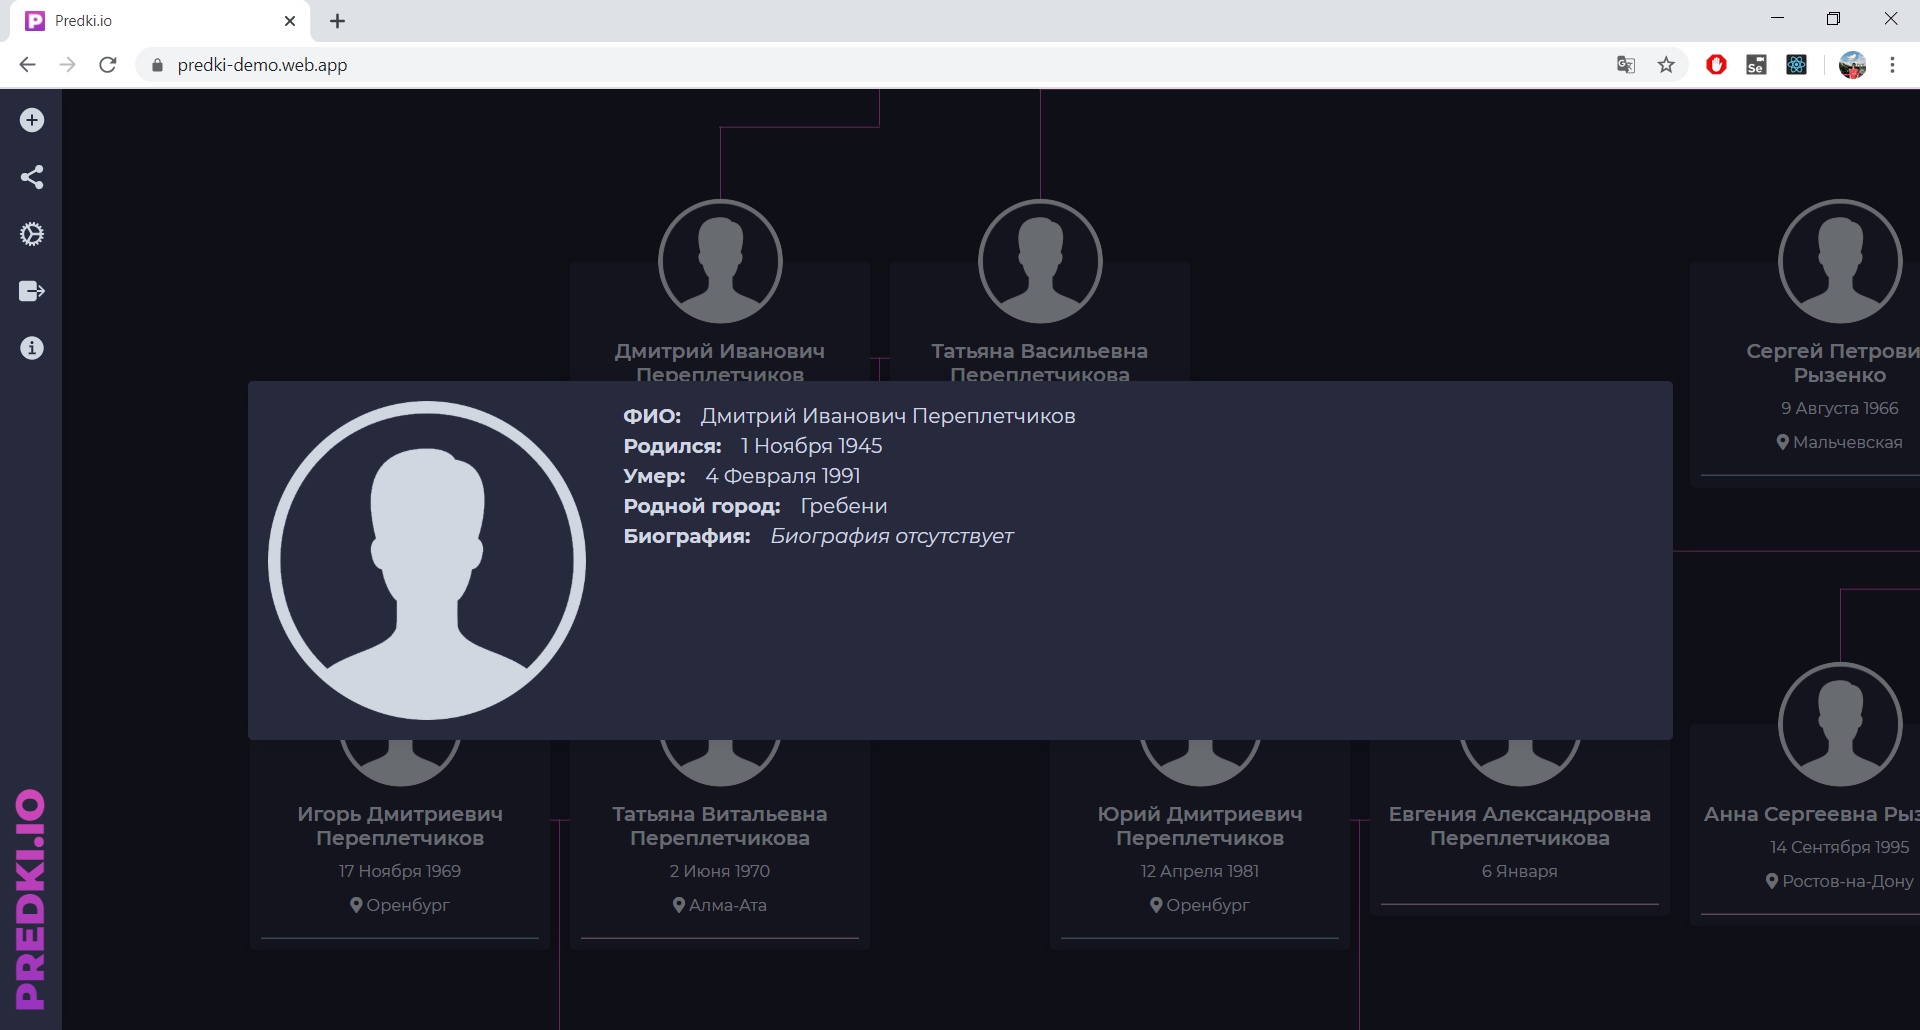 Predki.io
predki-demo.web.app
Дмитрий Иванович
Переплетчиков
Татьяна Васильевна
Переплетчикова
Сергей Петрови
Рызенко
9 Августа 1966
Мальчевская
ФИО: Дмитрий Иванович Переплетчиков
Родился: 1 Ноября 1945
Умер: 4 Февраля 1991
Родной город: Гребени
Биография: Биография отсутствует
Игорь Дмитриевич
Переплетчиков
17 Ноября 1969
Оренбург
Татьяна Витальевна
Переплетчикова
2 Июня 1970
Алма-Ата
Юрий Дмитриевич
Переплетчиков
12 Апреля 1981
Оренбург
Евгения Александровна
Переплетчикова
6 Января
Анна Сергеевна Рыз
14 Сентября 1995
Ростов-на-Дону
PREDKI.IO